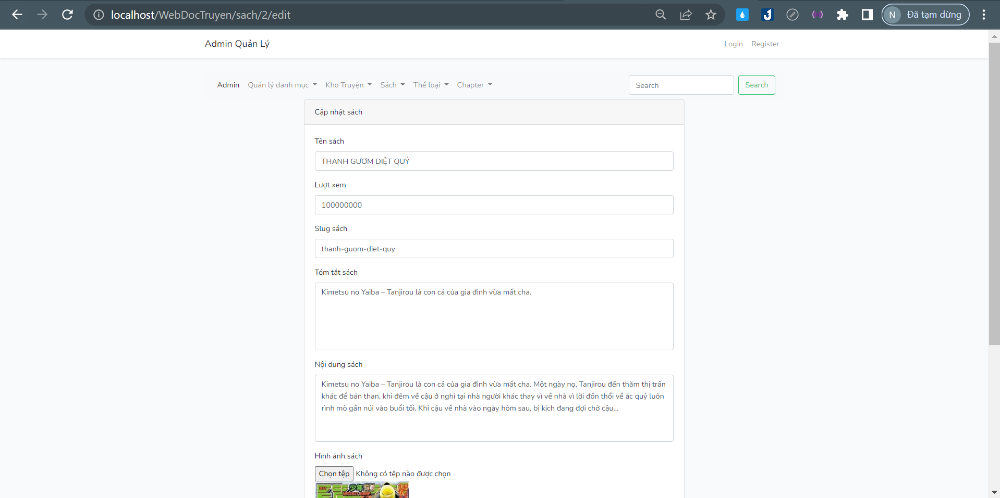 localhost/WebDocTruyen/sach/2/edit
N Đã tạm dừng
Admin Quản Lý
Login Register
Admin Quản lý danh mục Kho Truyện Sách Thể loại Chapter Search Search
Cập nhật sách
Tên sách
THANH GƯƠM DIỆT QUỶ
Lượt xem
100000000
Slug sách
thanh-guom-diet-quy
Tóm tắt sách
Kimetsu no Yaiba – Tanjirou là con cả của gia đình vừa mất cha.
Nội dung sách
Kimetsu no Yaiba – Tanjirou là con cả của gia đình vừa mất cha. Một ngày nọ, Tanjirou đến thăm thị trấn
khác để bán than, khi đêm về cậu ở nghỉ tại nhà người khác thay vì về nhà vì lời đồn thổi về ác quỷ luôn
rình mò gần núi vào buổi tối. Khi cậu về nhà vào ngày hôm sau, bị kịch đang đợi chờ cậu...
Hình ảnh sách
Chọn tệp Không có tệp nào được chọn
少年
WEEKLY JUMP